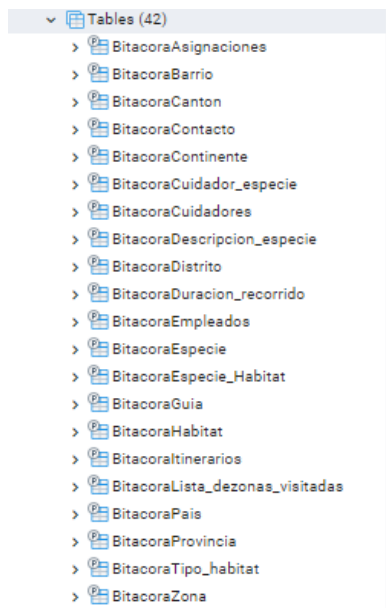 Tables (42)
BitacoraAsignaciones
BitacoraBarrio
BitacoraCanton
BitacoraContacto
BitacoraContinente
BitacoraCuidador_especie
BitacoraCuidadores
BitacoraDescripcion_especie
BitacoraDistrito
BitacoraDuracion_recorrido
BitacoraEmpleados
BitacoraEspecie
BitacoraEspecie_Habitat
BitacoraGuia
BitacoraHabitat
BitacoraItinerarios
BitacoraLista_dezonas_visitadas
BitacoraPais
BitacoraProvincia
BitacoraTipo_habitat
BitacoraZona